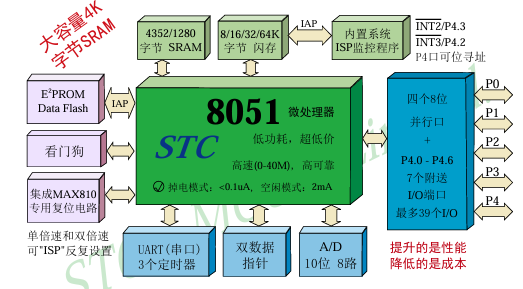 大容量4K
字节SRAM
4352/1280
字节 SRAM
8/16/32/64K
字节 闪存
IAP
内置系统
ISP监控程序
INT2/P4.3
INT3/P4.2
P4口可位寻址
E²PROM
Data Flash
IAP
看门狗
集成MAX810
专用复位电路
单倍速和双倍速
可"ISP"反复设置
8051 微处理器
STC
低功耗，超低价
高速(0-40M)，高可靠
掉电模式：<0.1uA，空闲模式：2mA
四个8位
并行口
+
P4.0 - P4.6
7个附送
I/O端口
最多39个I/O
P0
P1
P2
P3
P4
UART(串口)
3个定时器
双数据
指针
A/D
10位 8路
提升的是性能
降低的是成本